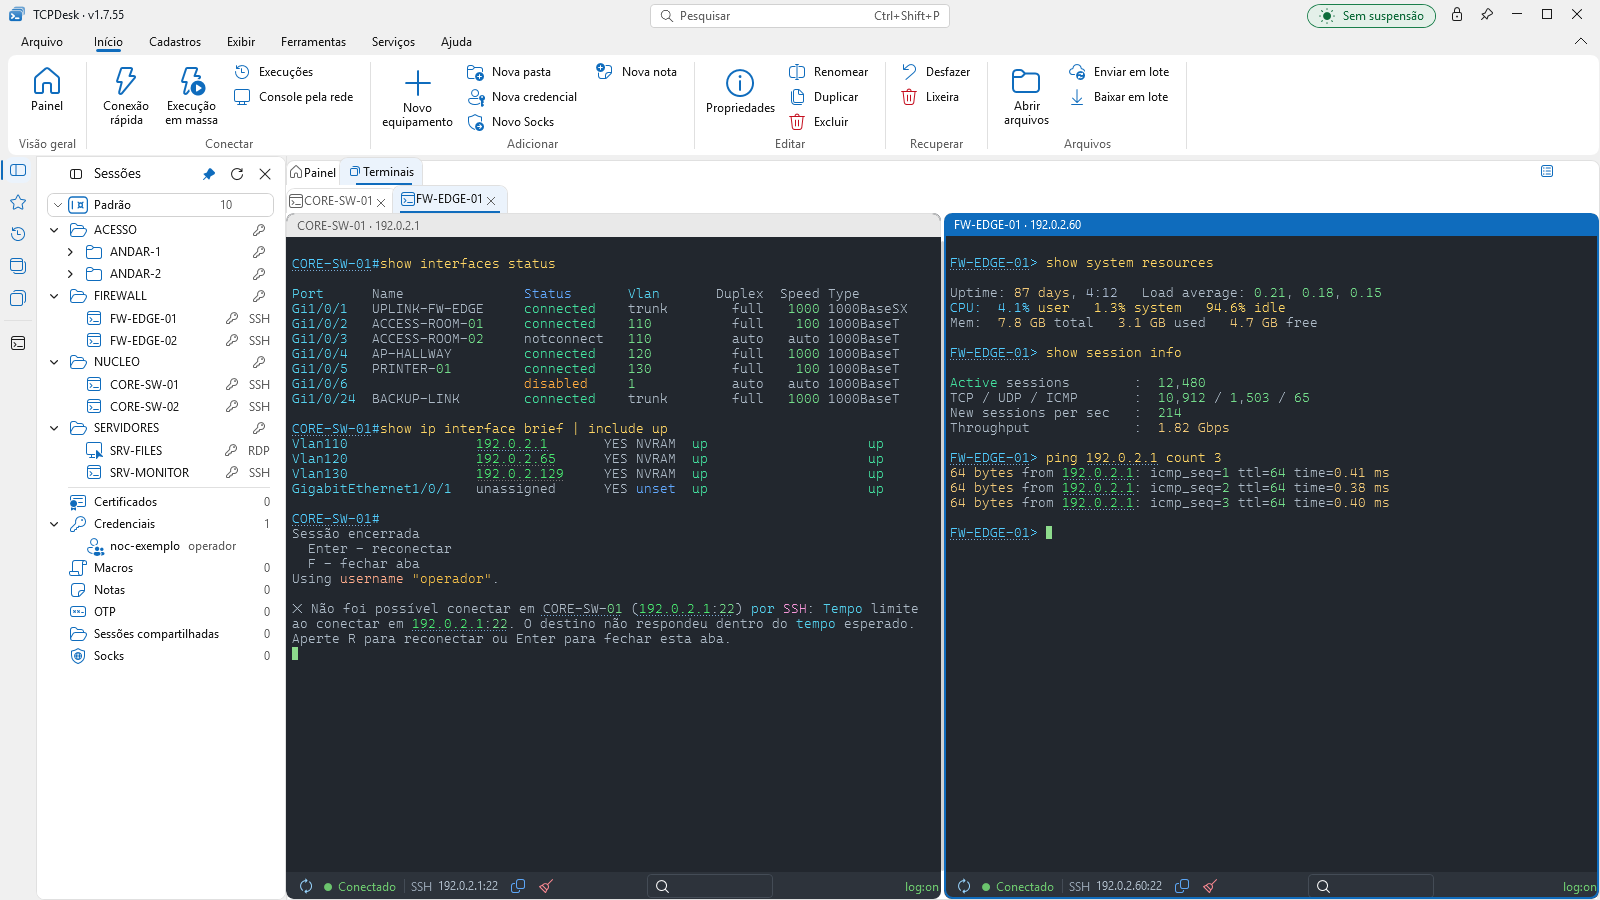 TCPDesk · v1.7.55
Pesquisar Ctrl+Shift+P
Sem suspensão
Arquivo Início Cadastros Exibir Ferramentas Serviços Ajuda
Painel
Visão geral
Conexão rápida
Execução em massa
Execuções
Console pela rede
Conectar
Novo equipamento
Nova pasta
Nova credencial
Novo Socks
Nova nota
Adicionar
Propriedades
Renomear
Duplicar
Excluir
Editar
Desfazer
Lixeira
Recuperar
Abrir arquivos
Enviar em lote
Baixar em lote
Arquivos
Sessões
Padrão 10
ACESSO
ANDAR-1
ANDAR-2
FIREWALL
FW-EDGE-01 SSH
FW-EDGE-02 SSH
NUCLEO
CORE-SW-01 SSH
CORE-SW-02 SSH
SERVIDORES
SRV-FILES RDP
SRV-MONITOR SSH
Certificados 0
Credenciais 1
noc-exemplo operador
Macros 0
Notas 0
OTP 0
Sessões compartilhadas 0
Socks 0
Painel Terminais
CORE-SW-01 FW-EDGE-01
CORE-SW-01 · 192.0.2.1
CORE-SW-01#show interfaces status
Port Name Status Vlan Duplex Speed Type
Gi1/0/1 UPLINK-FW-EDGE connected trunk full 1000 1000BaseSX
Gi1/0/2 ACCESS-ROOM-01 connected 110 full 100 1000BaseT
Gi1/0/3 ACCESS-ROOM-02 notconnect 110 auto auto 1000BaseT
Gi1/0/4 AP-HALLWAY connected 120 full 1000 1000BaseT
Gi1/0/5 PRINTER-01 connected 130 full 100 1000BaseT
Gi1/0/6 disabled 1 auto auto 1000BaseT
Gi1/0/24 BACKUP-LINK connected trunk full 1000 1000BaseT
CORE-SW-01#show ip interface brief | include up
Vlan110 192.0.2.1 YES NVRAM up up
Vlan120 192.0.2.65 YES NVRAM up up
Vlan130 192.0.2.129 YES NVRAM up up
GigabitEthernet1/0/1 unassigned YES unset up up
CORE-SW-01#
Sessão encerrada
Enter - reconectar
F - fechar aba
Using username "operador".
✕ Não foi possível conectar em CORE-SW-01 (192.0.2.1:22) por SSH: Tempo limite
ao conectar em 192.0.2.1:22. O destino não respondeu dentro do tempo esperado.
Aperte R para reconectar ou Enter para fechar esta aba.
Conectado SSH 192.0.2.1:22 log:on
FW-EDGE-01 · 192.0.2.60
FW-EDGE-01> show system resources
Uptime: 87 days, 4:12 Load average: 0.21, 0.18, 0.15
CPU: 4.1% user 1.3% system 94.6% idle
Mem: 7.8 GB total 3.1 GB used 4.7 GB free
FW-EDGE-01> show session info
Active sessions : 12,480
TCP / UDP / ICMP : 10,912 / 1,503 / 65
New sessions per sec : 214
Throughput : 1.82 Gbps
FW-EDGE-01> ping 192.0.2.1 count 3
64 bytes from 192.0.2.1: icmp_seq=1 ttl=64 time=0.41 ms
64 bytes from 192.0.2.1: icmp_seq=2 ttl=64 time=0.38 ms
64 bytes from 192.0.2.1: icmp_seq=3 ttl=64 time=0.40 ms
FW-EDGE-01>
Conectado SSH 192.0.2.60:22 log:on